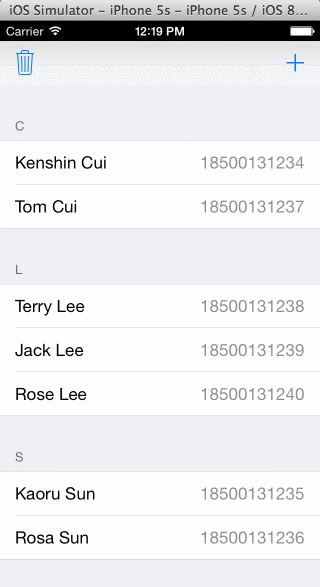 iOS Simulator – iPhone 5s – iPhone 5s / iOS 8...
Carrier 12:19 PM
C
Kenshin Cui 18500131234
Tom Cui 18500131237
L
Terry Lee 18500131238
Jack Lee 18500131239
Rose Lee 18500131240
S
Kaoru Sun 18500131235
Rosa Sun 18500131236